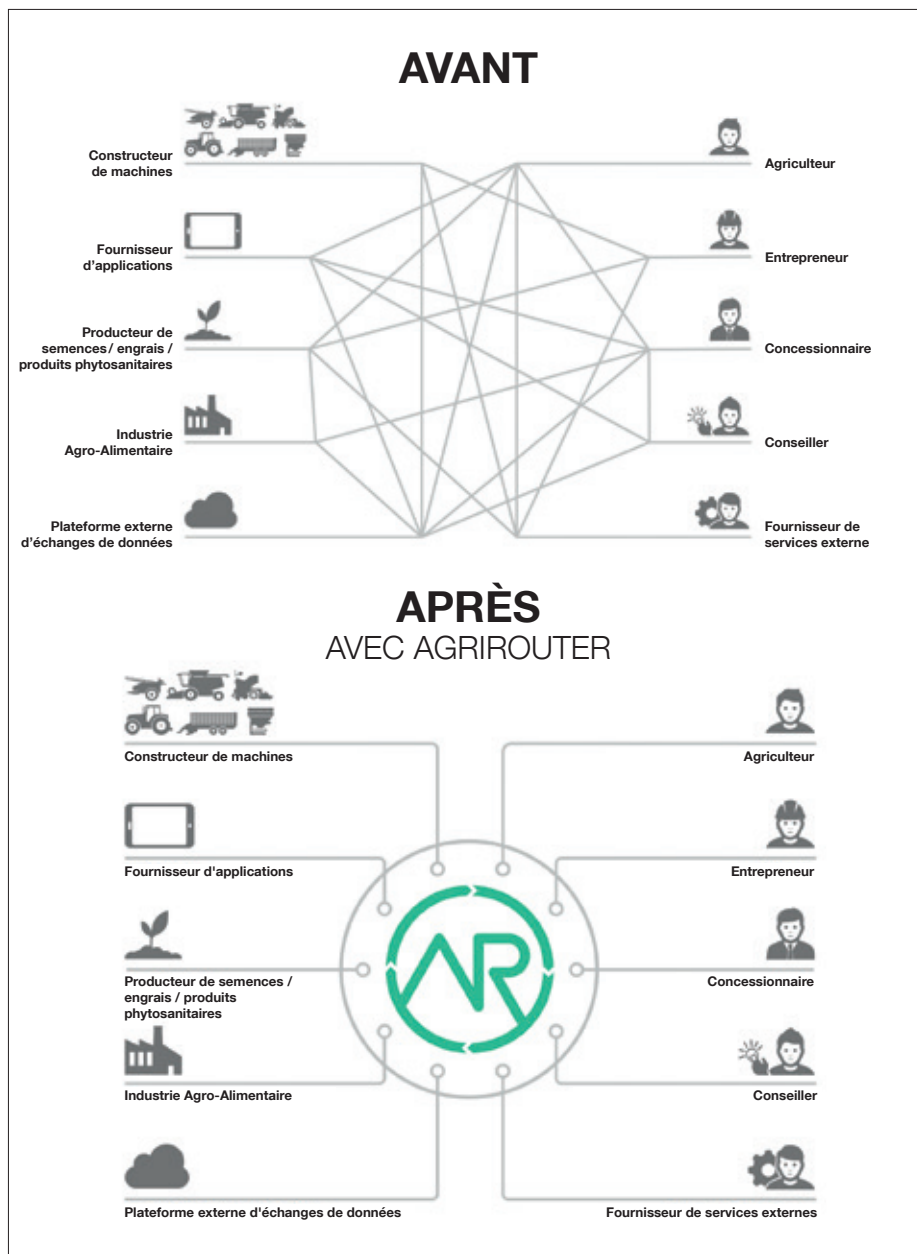 AVANT
Constructeur
de machines
Agriculteur
Fournisseur
d'applications
Entrepreneur
Producteur de
semences / engrais /
produits phytosanitaires
Concessionnaire
Industrie
Agro-Alimentaire
Conseiller
Plateforme externe
d'échanges de données
Fournisseur de
services externe
APRÈS
AVEC AGRIROUTER
Constructeur de machines
Agriculteur
Fournisseur d'applications
Entrepreneur
AR
Producteur de semences /
engrais / produits
phytosanitaires
Concessionnaire
Industrie Agro-Alimentaire
Conseiller
Plateforme externe d'échanges de données
Fournisseur de services externes